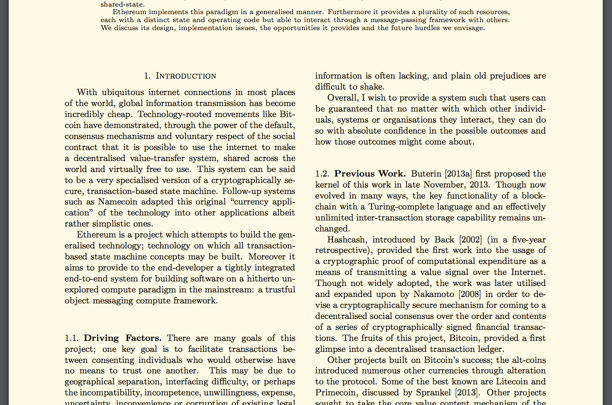 shared-state.
Ethereum implements this paradigm in a generalised manner. Furthermore it provides a plurality of such resources,
each with a distinct state and operating code but able to interact through a message-passing framework with others.
We discuss its design, implementation issues, the opportunities it provides and the future hurdles we envisage.
1. Introduction
With ubiquitous internet connections in most places
of the world, global information transmission has become
incredibly cheap. Technology-rooted movements like Bit-
coin have demonstrated, through the power of the default,
consensus mechanisms and voluntary respect of the social
contract that it is possible to use the internet to make
a decentralised value-transfer system, shared across the
world and virtually free to use. This system can be said
to be a very specialised version of a cryptographically se-
cure, transaction-based state machine. Follow-up systems
such as Namecoin adapted this original “currency appli-
cation” of the technology into other applications albeit
rather simplistic ones.
Ethereum is a project which attempts to build the gen-
eralised technology; technology on which all transaction-
based state machine concepts may be built. Moreover it
aims to provide to the end-developer a tightly integrated
end-to-end system for building software on a hitherto un-
explored compute paradigm in the mainstream: a trustful
object messaging compute framework.
1.1. Driving Factors. There are many goals of this
project; one key goal is to facilitate transactions be-
tween consenting individuals who would otherwise have
no means to trust one another. This may be due to
geographical separation, interfacing difficulty, or perhaps
the incompatibility, incompetence, unwillingness, expense,
uncertainty, inconvenience or corruption of existing legal
information is often lacking, and plain old prejudices are
difficult to shake.
Overall, I wish to provide a system such that users can
be guaranteed that no matter with which other individ-
uals, systems or organisations they interact, they can do
so with absolute confidence in the possible outcomes and
how those outcomes might come about.
1.2. Previous Work. Buterin [2013a] first proposed the
kernel of this work in late November, 2013. Though now
evolved in many ways, the key functionality of a block-
chain with a Turing-complete language and an effectively
unlimited inter-transaction storage capability remains un-
changed.
Hashcash, introduced by Back [2002] (in a five-year
retrospective), provided the first work into the usage of
a cryptographic proof of computational expenditure as a
means of transmitting a value signal over the Internet.
Though not widely adopted, the work was later utilised
and expanded upon by Nakamoto [2008] in order to de-
vise a cryptographically secure mechanism for coming to a
decentralised social consensus over the order and contents
of a series of cryptographically signed financial transac-
tions. The fruits of this project, Bitcoin, provided a first
glimpse into a decentralised transaction ledger.
Other projects built on Bitcoin’s success; the alt-coins
introduced numerous other currencies through alteration
to the protocol. Some of the best known are Litecoin and
Primecoin, discussed by Sprankel [2013]. Other projects
sought to take the core value content mechanism of the